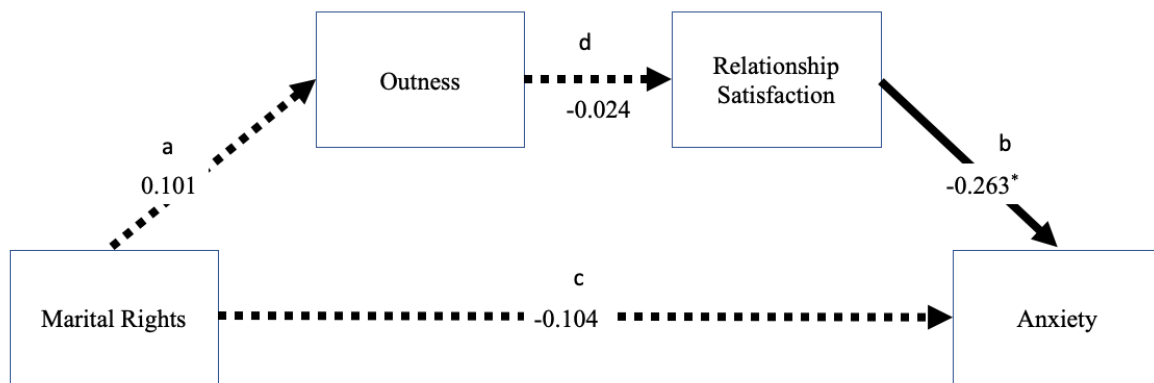 d
Outness
Relationship
Satisfaction
-0.024
a
b
0.101
-0.263*
c
Marital Rights
-0.104
Anxiety